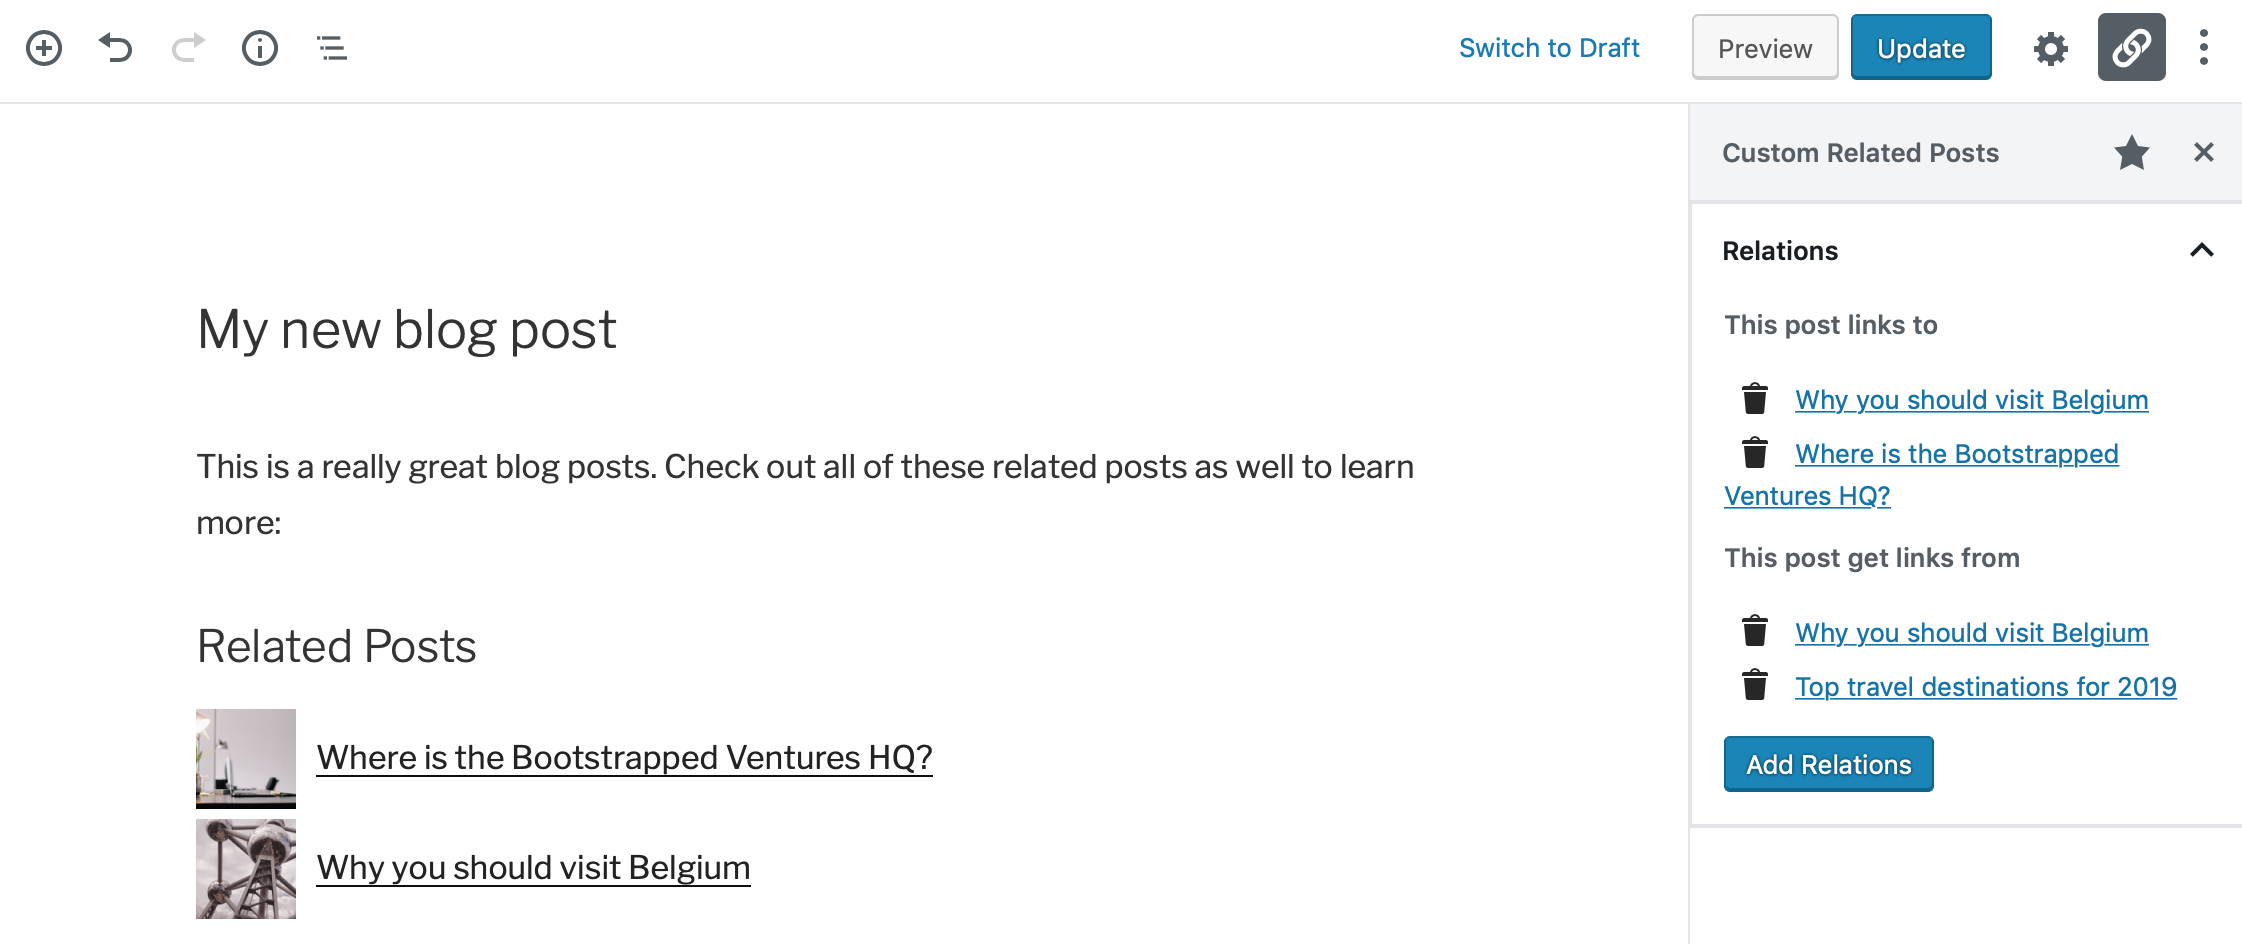 Switch to Draft
Preview
Update
Custom Related Posts
Relations
This post links to
Why you should visit Belgium
Where is the Bootstrapped
Ventures HQ?
This post get links from
Why you should visit Belgium
Top travel destinations for 2019
Add Relations
My new blog post
This is a really great blog posts. Check out all of these related posts as well to learn
more:
Related Posts
Where is the Bootstrapped Ventures HQ?
Why you should visit Belgium